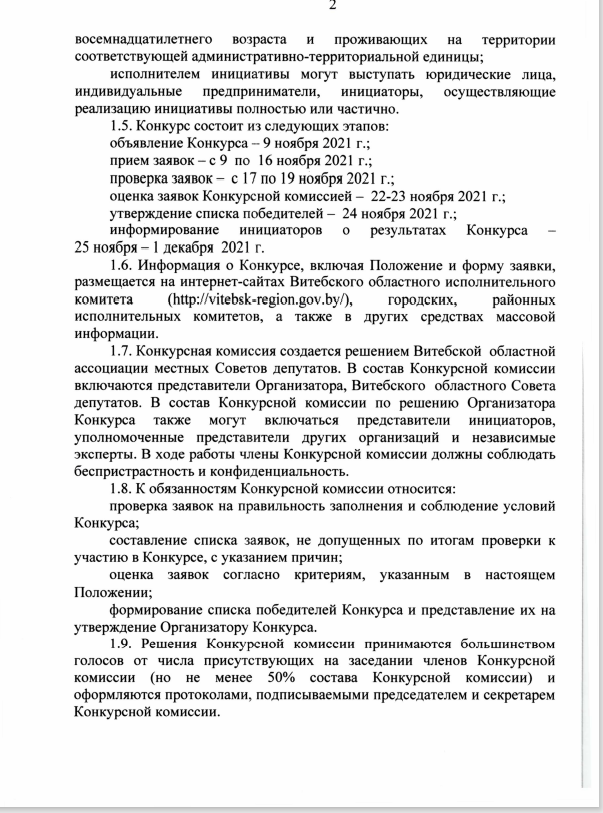 2
восемнадцатилетнего возраста и проживающих на территории
соответствующей административно-территориальной единицы;
исполнителем инициативы могут выступать юридические лица,
индивидуальные предприниматели, инициаторы, осуществляющие
реализацию инициативы полностью или частично.
1.5. Конкурс состоит из следующих этапов:
объявление Конкурса – 9 ноября 2021 г.;
прием заявок – с 9 по 16 ноября 2021 г.;
проверка заявок – с 17 по 19 ноября 2021 г.;
оценка заявок Конкурсной комиссией – 22-23 ноября 2021 г.;
утверждение списка победителей – 24 ноября 2021 г.;
информирование инициаторов о результатах Конкурса –
25 ноября – 1 декабря 2021 г.
1.6. Информация о Конкурсе, включая Положение и форму заявки,
размещается на интернет-сайтах Витебского областного исполнительного
комитета (http://vitebsk-region.gov.by/), городских, районных
исполнительных комитетов, а также в других средствах массовой
информации.
1.7. Конкурсная комиссия создается решением Витебской областной
ассоциации местных Советов депутатов. В состав Конкурсной комиссии
включаются представители Организатора, Витебского областного Совета
депутатов. В состав Конкурсной комиссии по решению Организатора
Конкурса также могут включаться представители инициаторов,
уполномоченные представители других организаций и независимые
эксперты. В ходе работы члены Конкурсной комиссии должны соблюдать
беспристрастность и конфиденциальность.
1.8. К обязанностям Конкурсной комиссии относится:
проверка заявок на правильность заполнения и соблюдение условий
Конкурса;
составление списка заявок, не допущенных по итогам проверки к
участию в Конкурсе, с указанием причин;
оценка заявок согласно критериям, указанным в настоящем
Положении;
формирование списка победителей Конкурса и представление их на
утверждение Организатору Конкурса.
1.9. Решения Конкурсной комиссии принимаются большинством
голосов от числа присутствующих на заседании членов Конкурсной
комиссии (но не менее 50% состава Конкурсной комиссии) и
оформляются протоколами, подписываемыми председателем и секретарем
Конкурсной комиссии.